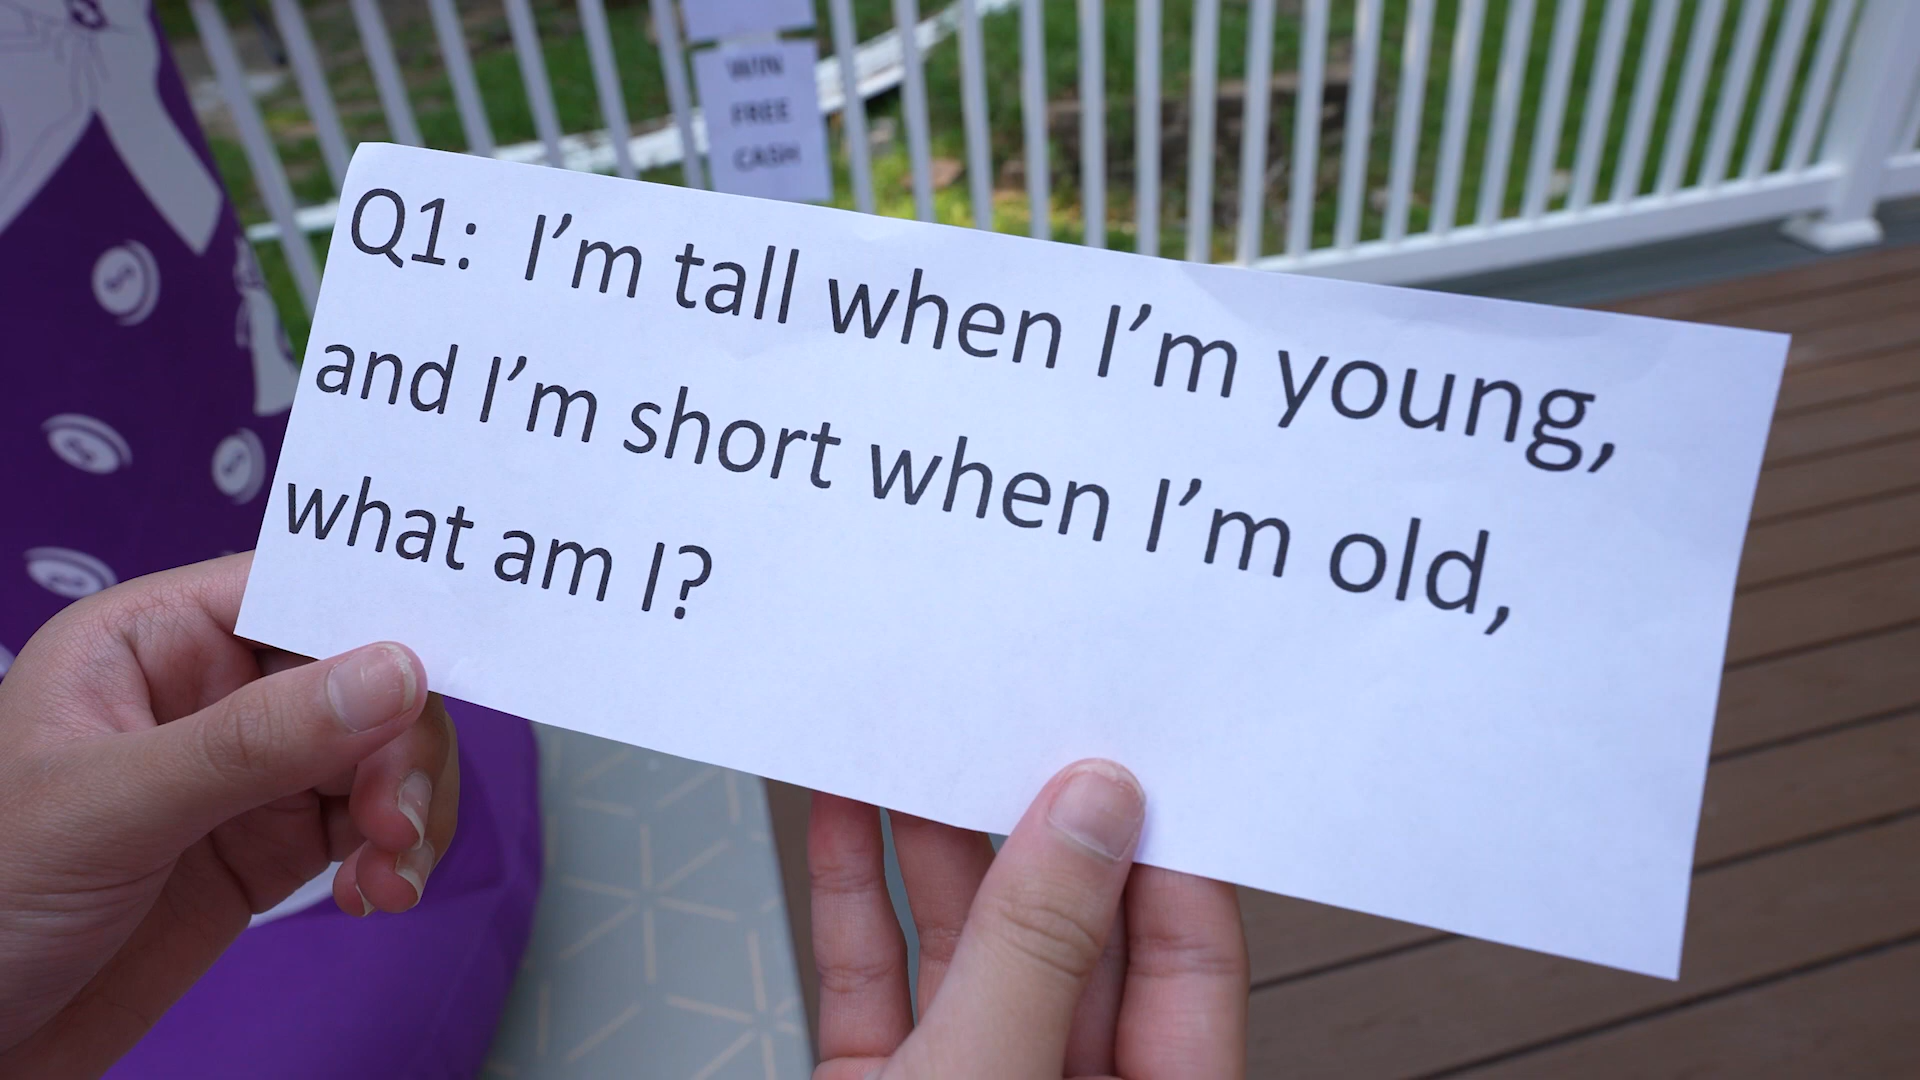 WIN
FREE
CASH
Q1: I'm tall when I'm young,
and I'm short when I'm old,
what am I?